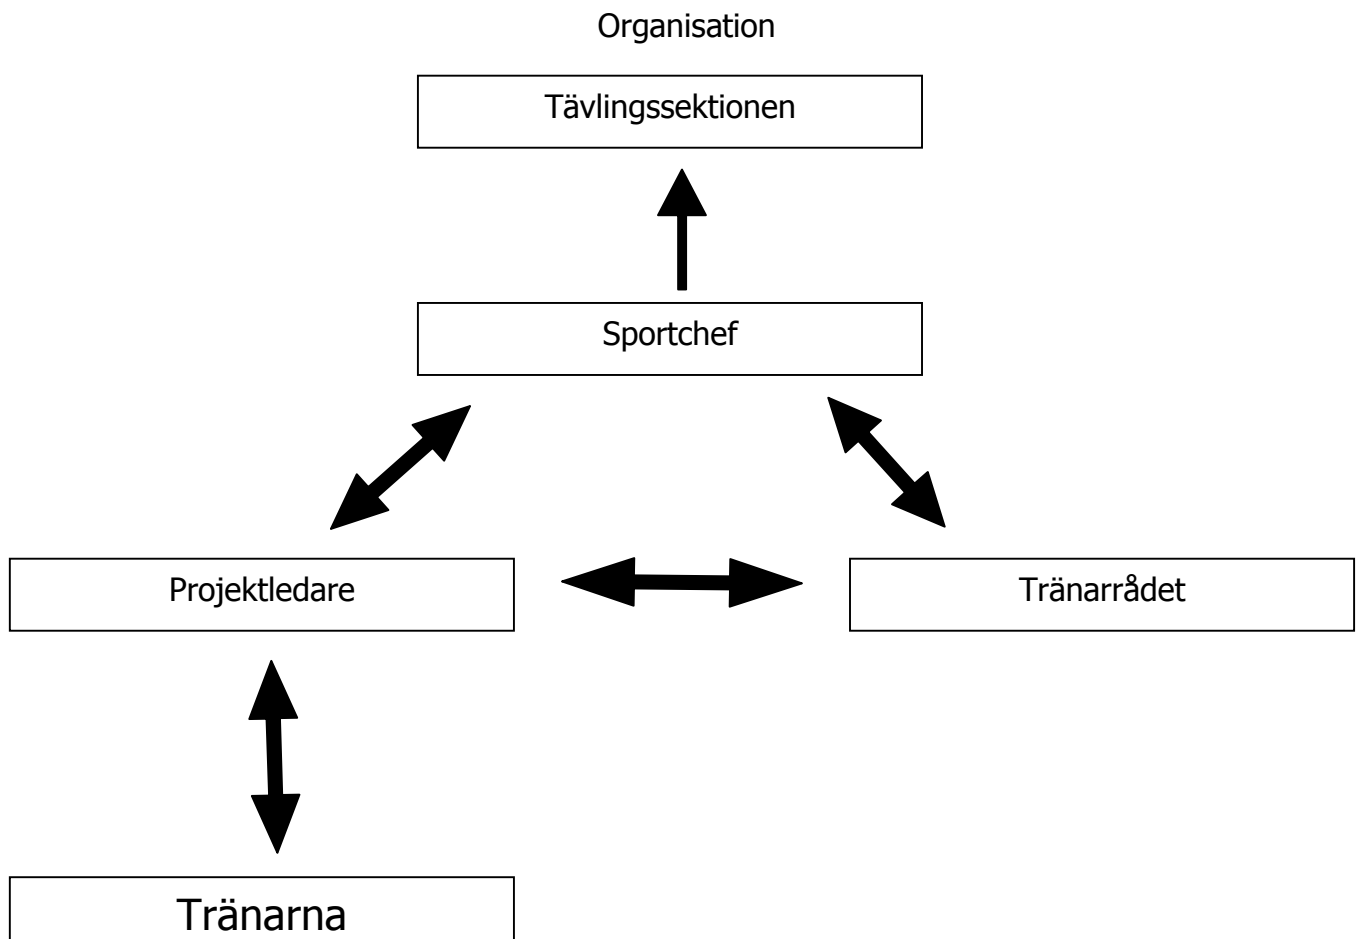 Organisation
Tävlingssektionen
Sportchef
Projektledare
Tränarrådet
Tränarna